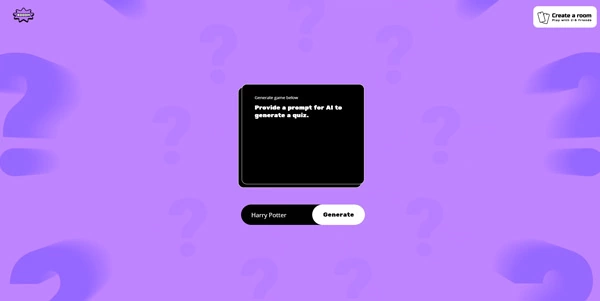 Create a room
Play with 2-8 friends
Generate game below
Provide a prompt for AI to
generate a quiz.
Harry Potter
Generate